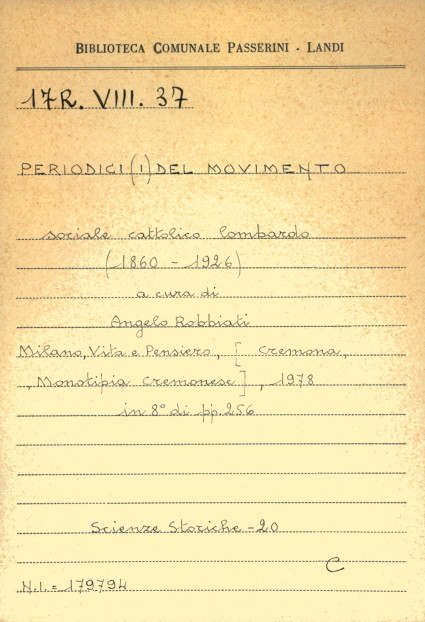 BIBLIOTECA COMUNALE PASSERINI - LANDI
17R. VIII. 37
PERIODICI (I) DEL MOVIMENTO
sociale cattolico lombardo
(1860 - 1926)
a cura di
Angelo Robbiati
Milano, Vita e Pensiero, [Cremona,
, Monotipia Cremonese], 1978
in 8° di pp. 256
Scienze Storiche - 20
C
N.I. = 179794